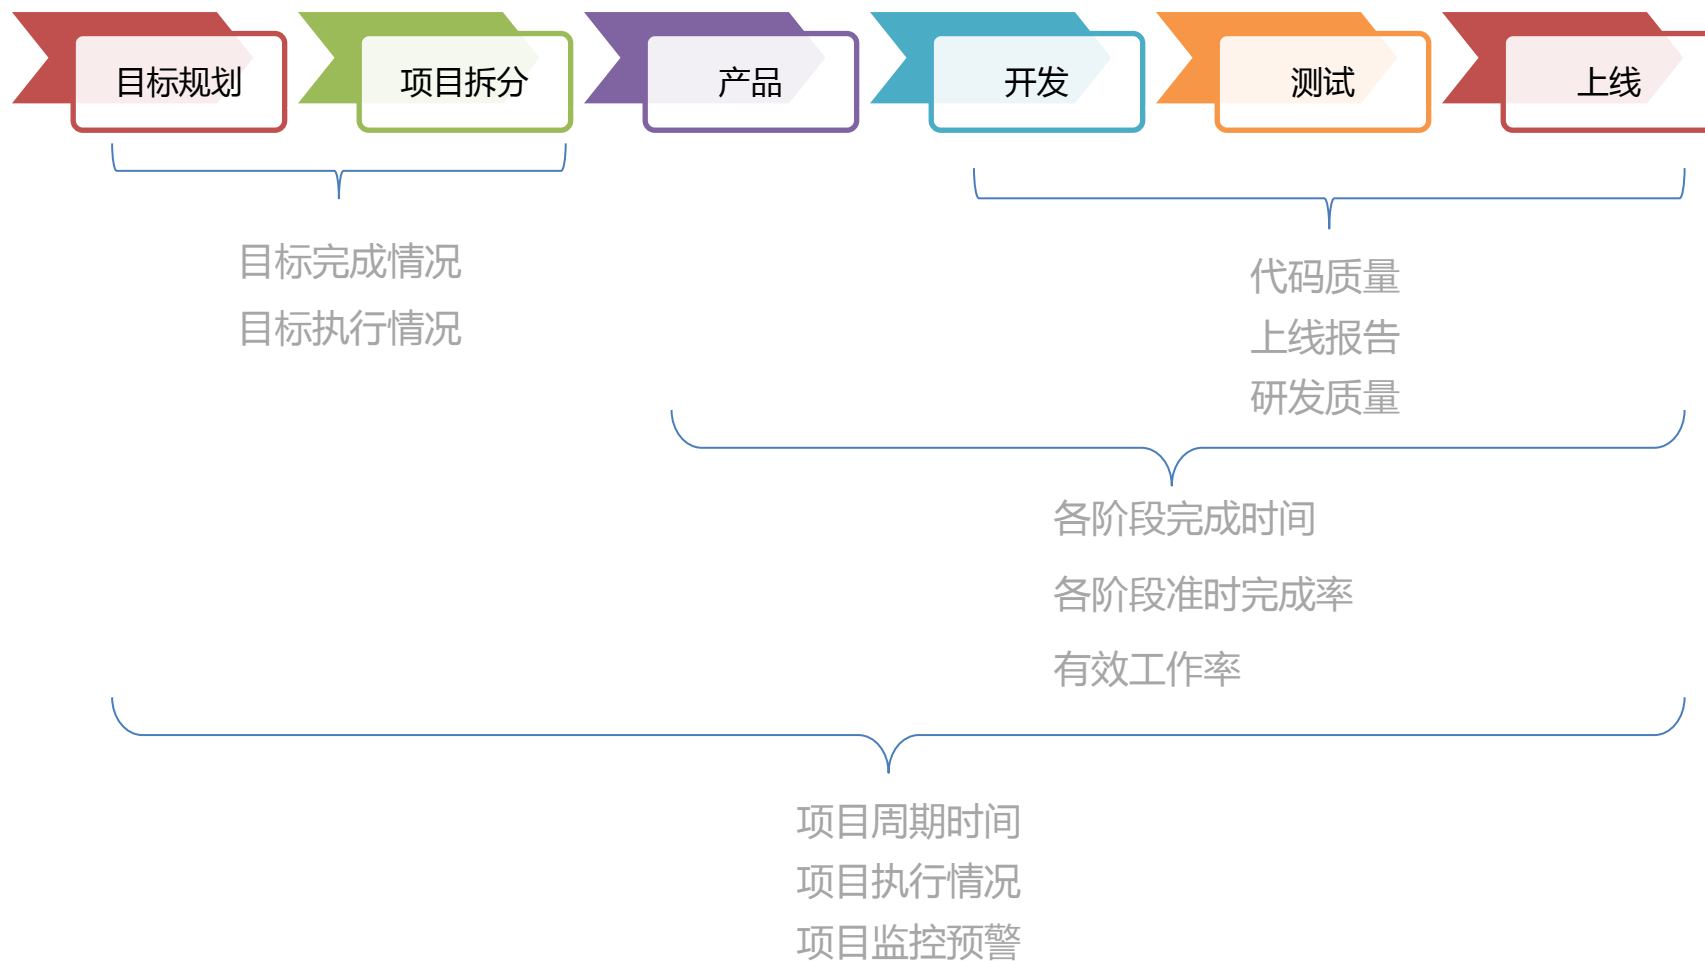 目标规划
项目拆分
产品
开发
测试
上线
目标完成情况
目标执行情况
代码质量
上线报告
研发质量
各阶段完成时间
各阶段准时完成率
有效工作率
项目周期时间
项目执行情况
项目监控预警